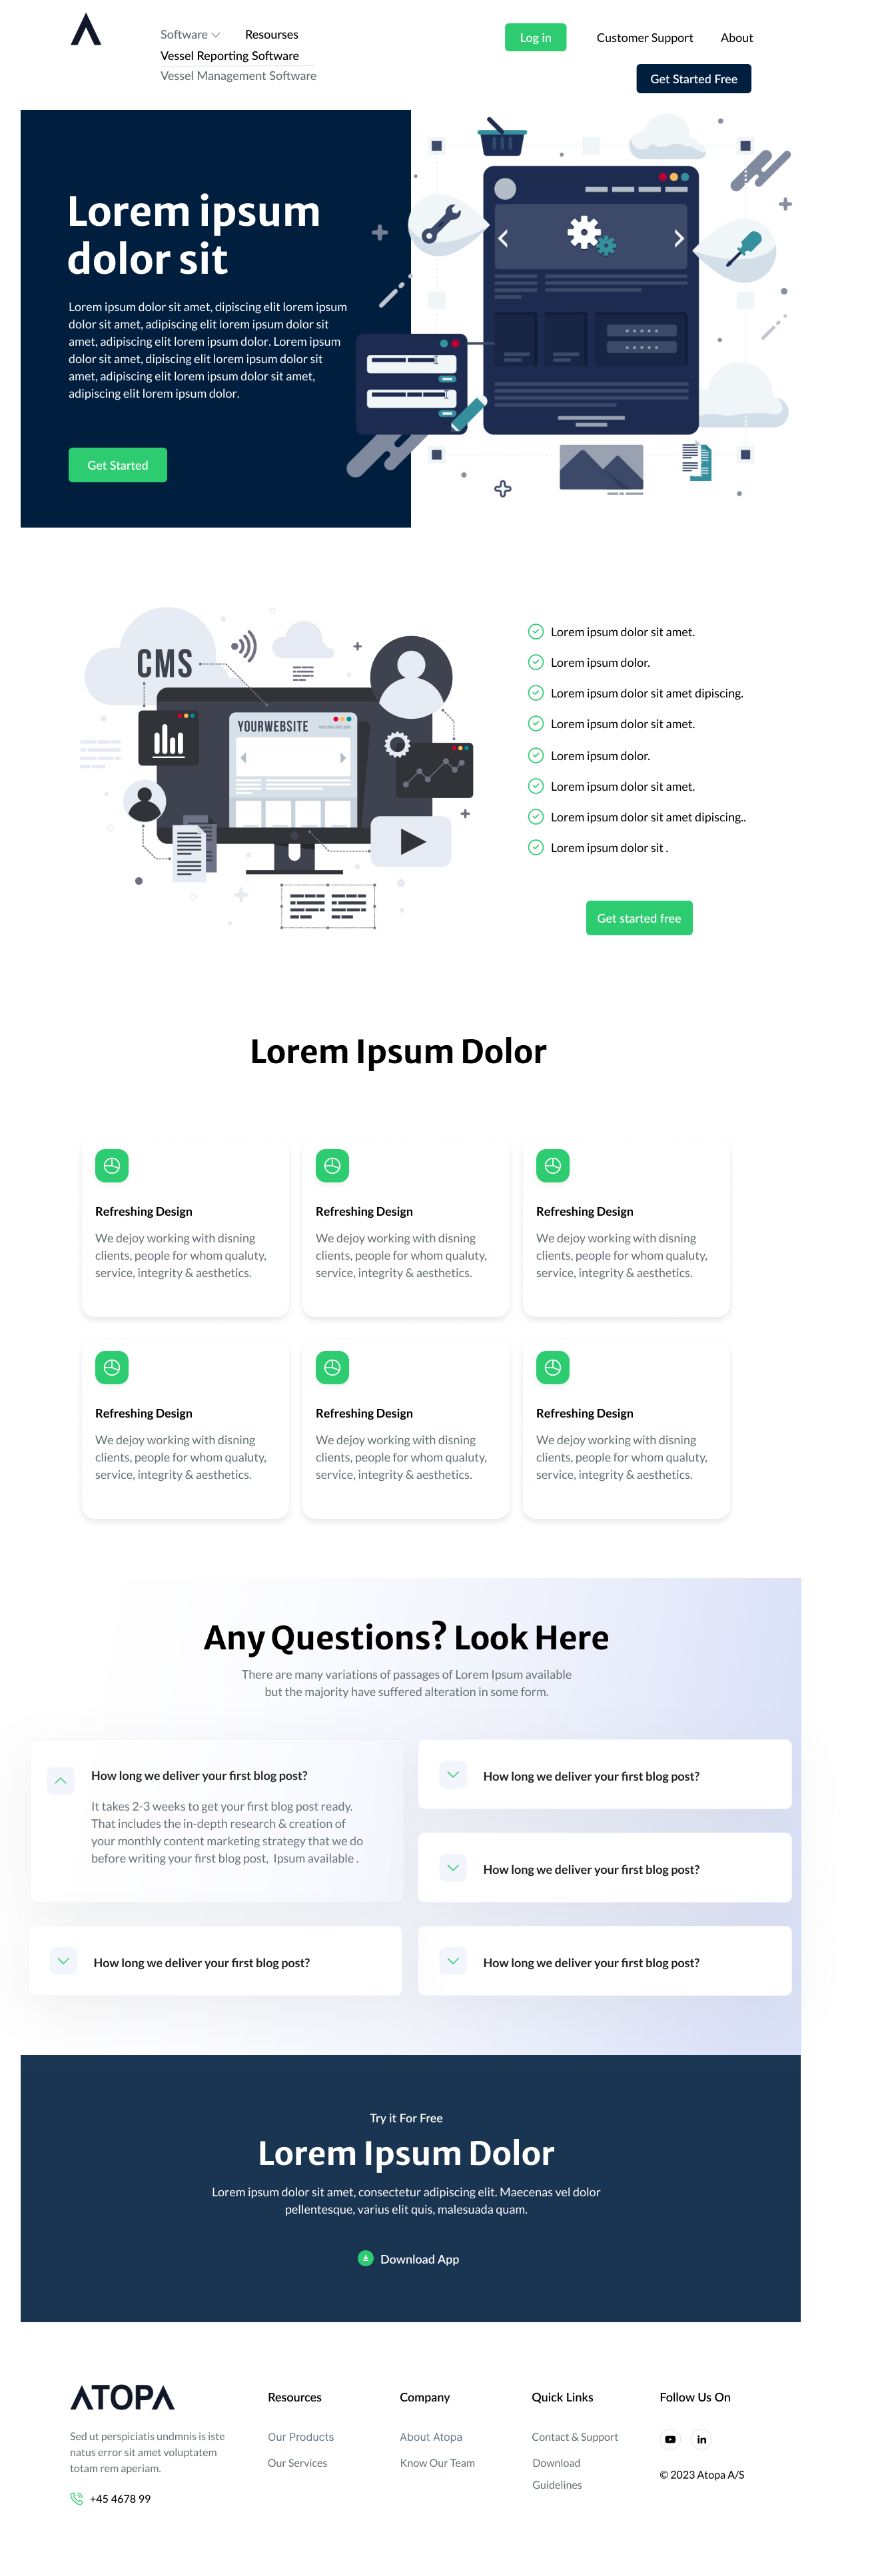 Software
Resourses
Vessel Reporting Software
Vessel Management Software
Log in
Customer Support
About
Get Started Free
Lorem ipsum
dolor sit
Lorem ipsum dolor sit amet, dipiscing elit lorem ipsum
dolor sit amet, adipiscing elit lorem ipsum dolor sit
amet, adipiscing elit lorem ipsum dolor. Lorem ipsum
dolor sit amet, dipiscing elit lorem ipsum dolor sit
amet, adipiscing elit lorem ipsum dolor sit amet,
adipiscing elit lorem ipsum dolor.
Get Started
CMS
YOURWEBSITE
Lorem ipsum dolor sit amet.
Lorem ipsum dolor.
Lorem ipsum dolor sit amet dipiscing.
Lorem ipsum dolor sit amet.
Lorem ipsum dolor.
Lorem ipsum dolor sit amet.
Lorem ipsum dolor sit amet dipiscing..
Lorem ipsum dolor sit .
Get started free
Lorem Ipsum Dolor
Refreshing Design
We dejoy working with disning
clients, people for whom qualuty,
service, integrity & aesthetics.
Refreshing Design
We dejoy working with disning
clients, people for whom qualuty,
service, integrity & aesthetics.
Refreshing Design
We dejoy working with disning
clients, people for whom qualuty,
service, integrity & aesthetics.
Refreshing Design
We dejoy working with disning
clients, people for whom qualuty,
service, integrity & aesthetics.
Refreshing Design
We dejoy working with disning
clients, people for whom qualuty,
service, integrity & aesthetics.
Refreshing Design
We dejoy working with disning
clients, people for whom qualuty,
service, integrity & aesthetics.
Any Questions? Look Here
There are many variations of passages of Lorem Ipsum available
but the majority have suffered alteration in some form.
How long we deliver your first blog post?
It takes 2-3 weeks to get your first blog post ready.
That includes the in-depth research & creation of
your monthly content marketing strategy that we do
before writing your first blog post,  Ipsum available .
How long we deliver your first blog post?
How long we deliver your first blog post?
How long we deliver your first blog post?
How long we deliver your first blog post?
Try it For Free
Lorem Ipsum Dolor
Lorem ipsum dolor sit amet, consectetur adipiscing elit. Maecenas vel dolor
pellentesque, varius elit quis, malesuada quam.
Download App
ATOPA
Sed ut perspiciatis undmnis is iste
natus error sit amet voluptatem
totam rem aperiam.
+45 4678 99
Resources
Our Products
Our Services
Company
About Atopa
Know Our Team
Quick Links
Contact & Support
Download
Guidelines
Follow Us On
in
© 2023 Atopa A/S